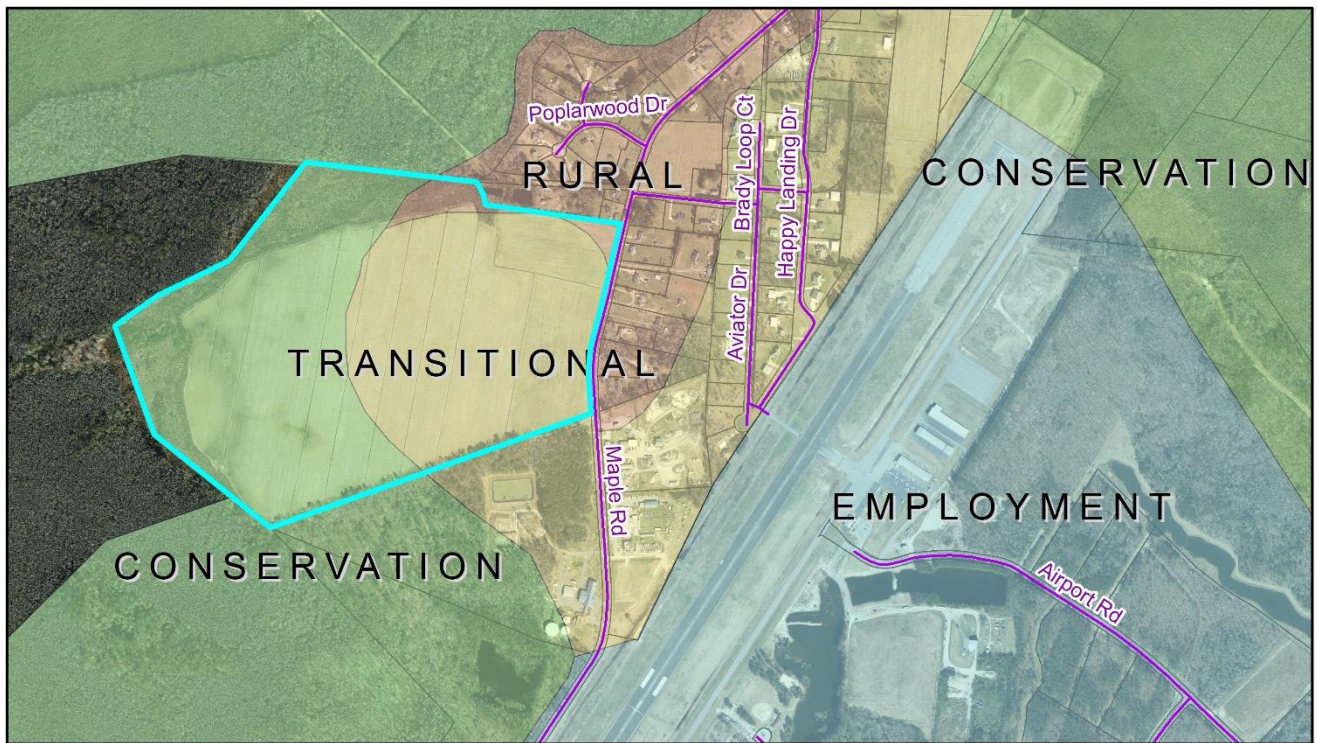 Poplarwood Dr
RURAL
Brady Loop Ct
Happy Landing Dr
CONSERVATION
Aviator Dr
TRANSITIONAL
Maple Rd
EMPLOYMENT
CONSERVATION
Airport Rd